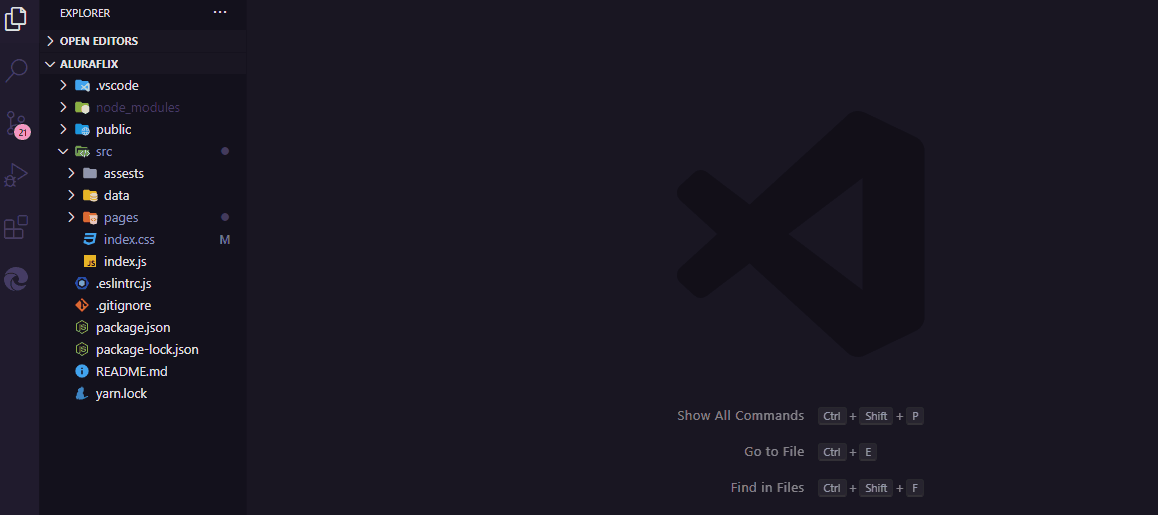 EXPLORER ...
OPEN EDITORS
ALURAFLIX
.vscode
node_modules
public
src
assests
data
pages
index.css M
JS index.js
.eslintrc.js
.gitignore
package.json
package-lock.json
README.md
yarn.lock
21
Show All Commands Ctrl + Shift + P
Go to File Ctrl + E
Find in Files Ctrl + Shift + F